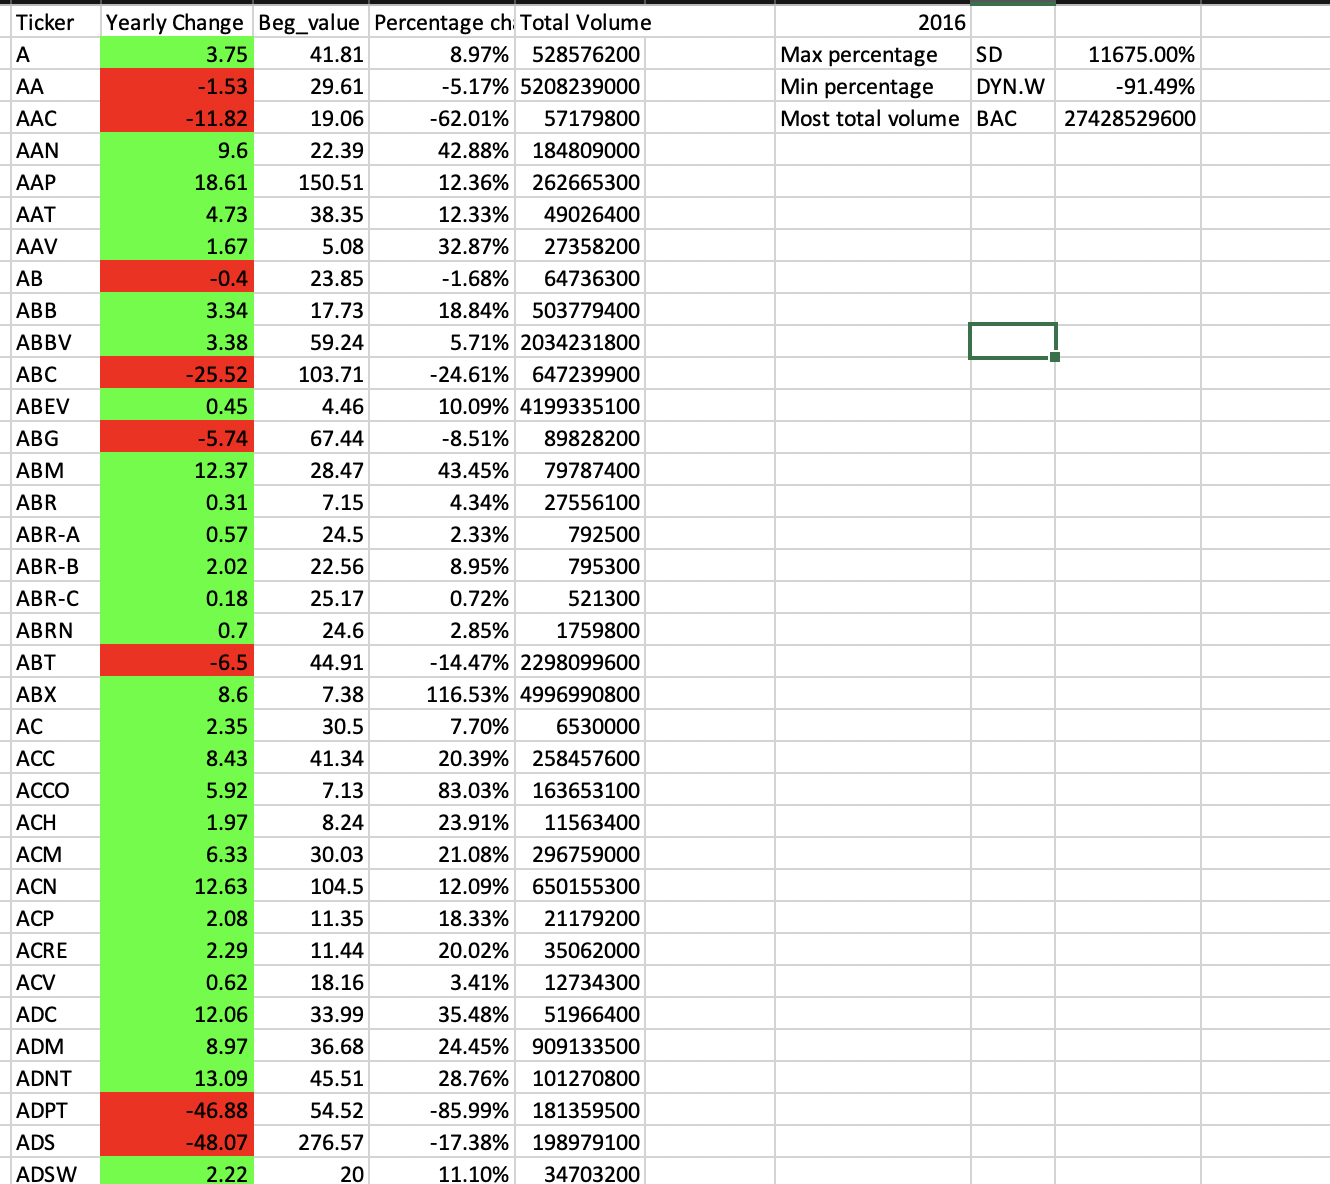 Ticker Yearly Change Beg_value Percentage ch Total Volume 2016
A 3.75 41.81 8.97% 528576200 Max percentage SD 11675.00%
AA -1.53 29.61 -5.17% 5208239000 Min percentage DYN.W -91.49%
AAC -11.82 19.06 -62.01% 57179800 Most total volume BAC 27428529600
AAN 9.6 22.39 42.88% 184809000
AAP 18.61 150.51 12.36% 262665300
AAT 4.73 38.35 12.33% 49026400
AAV 1.67 5.08 32.87% 27358200
AB -0.4 23.85 -1.68% 64736300
ABB 3.34 17.73 18.84% 503779400
ABBV 3.38 59.24 5.71% 2034231800
ABC -25.52 103.71 -24.61% 647239900
ABEV 0.45 4.46 10.09% 4199335100
ABG -5.74 67.44 -8.51% 89828200
ABM 12.37 28.47 43.45% 79787400
ABR 0.31 7.15 4.34% 27556100
ABR-A 0.57 24.5 2.33% 792500
ABR-B 2.02 22.56 8.95% 795300
ABR-C 0.18 25.17 0.72% 521300
ABRN 0.7 24.6 2.85% 1759800
ABT -6.5 44.91 -14.47% 2298099600
ABX 8.6 7.38 116.53% 4996990800
AC 2.35 30.5 7.70% 6530000
ACC 8.43 41.34 20.39% 258457600
ACCO 5.92 7.13 83.03% 163653100
ACH 1.97 8.24 23.91% 11563400
ACM 6.33 30.03 21.08% 296759000
ACN 12.63 104.5 12.09% 650155300
ACP 2.08 11.35 18.33% 21179200
ACRE 2.29 11.44 20.02% 35062000
ACV 0.62 18.16 3.41% 12734300
ADC 12.06 33.99 35.48% 51966400
ADM 8.97 36.68 24.45% 909133500
ADNT 13.09 45.51 28.76% 101270800
ADPT -46.88 54.52 -85.99% 181359500
ADS -48.07 276.57 -17.38% 198979100
ADSW 2.22 20 11.10% 34703200